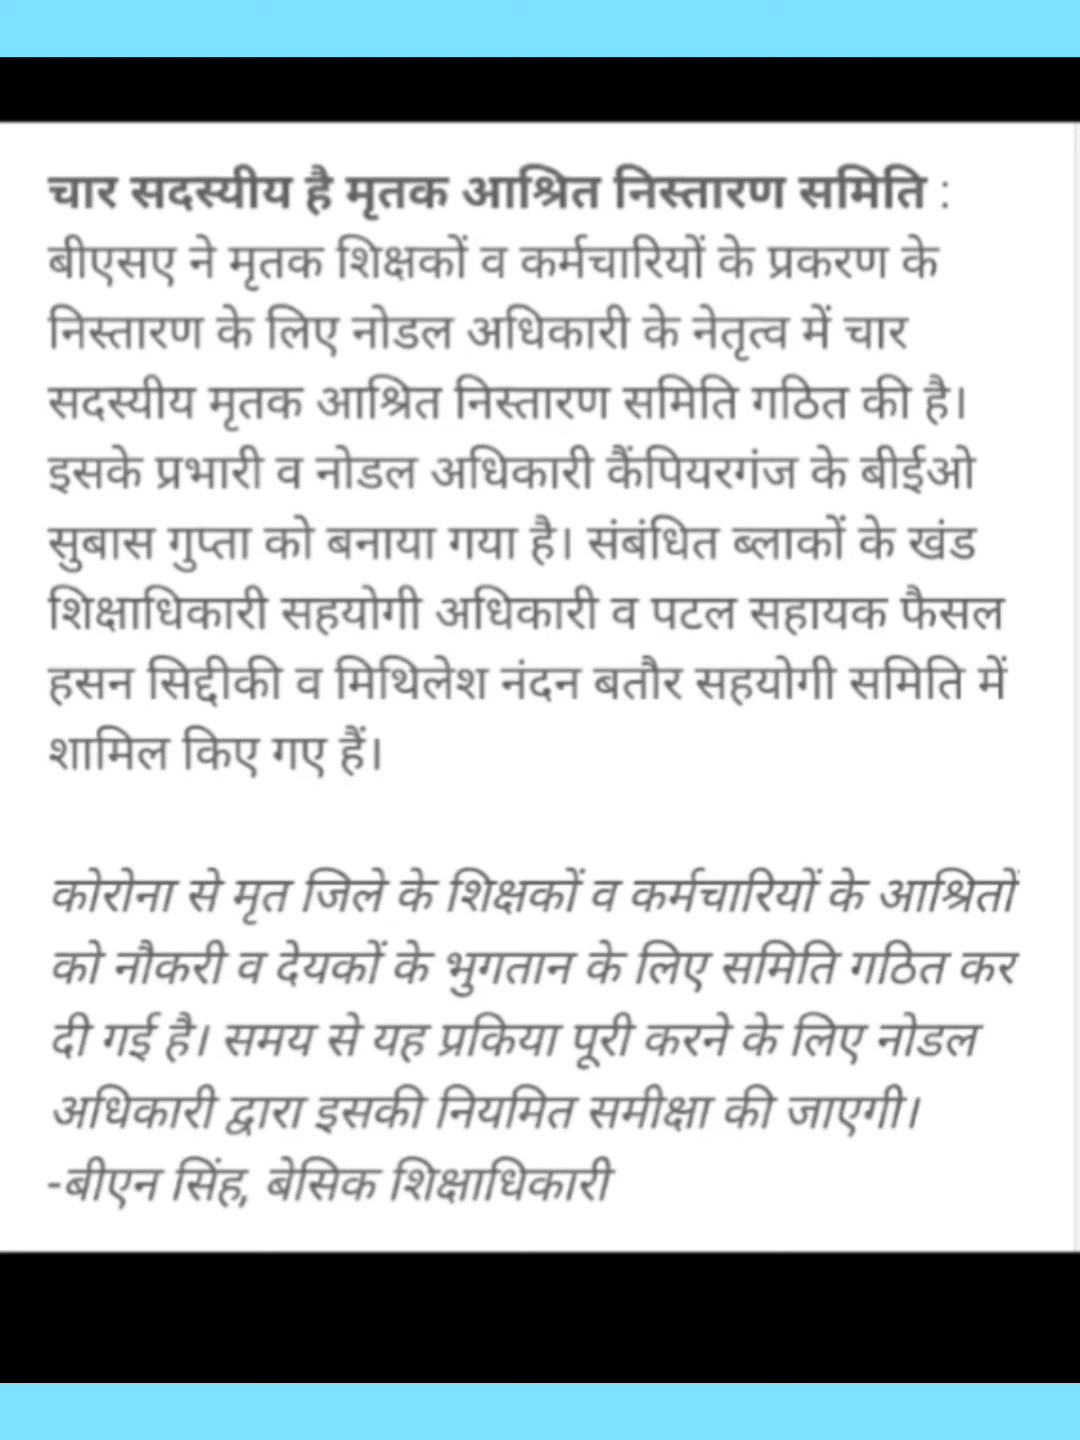 चार सदस्यीय है मृतक आश्रित निस्तारण समिति :
बीएसए ने मृतक शिक्षकों व कर्मचारियों के प्रकरण के
निस्तारण के लिए नोडल अधिकारी के नेतृत्व में चार
सदस्यीय मृतक आश्रित निस्तारण समिति गठित की है।
इसके प्रभारी व नोडल अधिकारी कैंपियरगंज के बीईओ
सुबास गुप्ता को बनाया गया है। संबंधित ब्लाकों के खंड
शिक्षाधिकारी सहयोगी अधिकारी व पटल सहायक फैसल
हसन सिद्दीकी व मिथिलेश नंदन बतौर सहयोगी समिति में
शामिल किए गए हैं।
कोरोना से मृत जिले के शिक्षकों व कर्मचारियों के आश्रितों
को नौकरी व देयकों के भुगतान के लिए समिति गठित कर
दी गई है। समय से यह प्रकिया पूरी करने के लिए नोडल
अधिकारी द्वारा इसकी नियमित समीक्षा की जाएगी।
-बीएन सिंह, बेसिक शिक्षाधिकारी